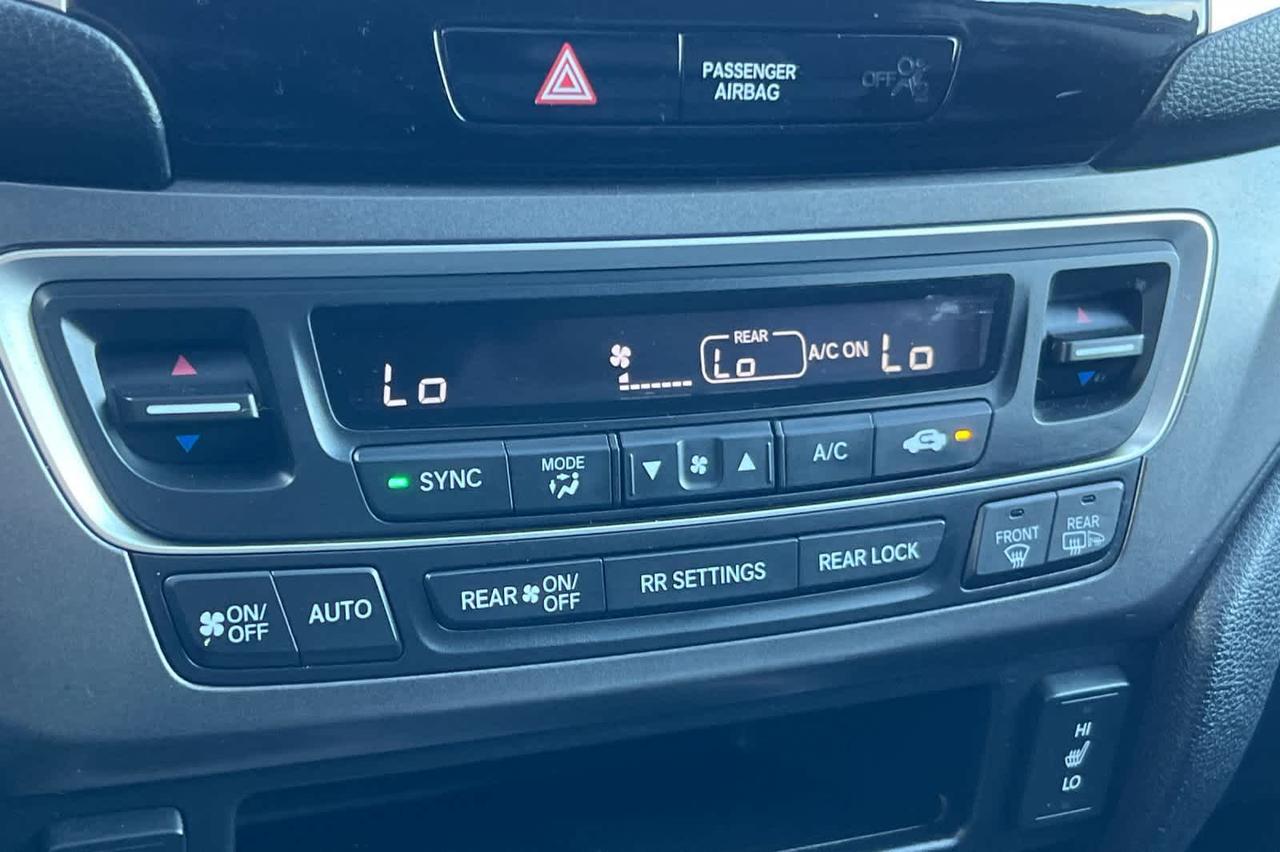 PASSENGER
AIRBAG
OFF
Lo
REAR
Lo
A/C ON
Lo
SYNC
MODE
A/C
FRONT
REAR
ON/
OFF
AUTO
REAR
ON/
OFF
RR SETTINGS
REAR LOCK
HI
LO